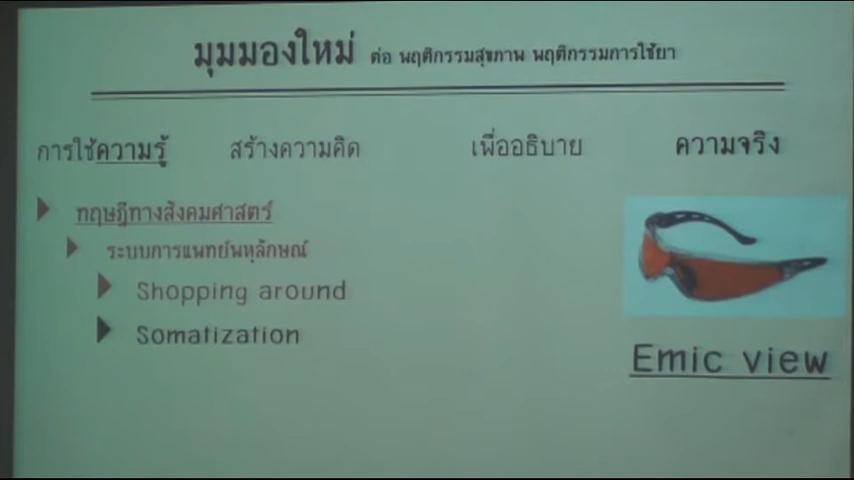 มุมมองใหม่ ต่อ พฤติกรรมสุขภาพ พฤติกรรมการใช้ยา
การใช้ความรู้ สร้างความคิด เพื่ออธิบาย ความจริง
ทฤษฎีทางสังคมศาสตร์
ระบบการแพทย์พหุลักษณ์
Shopping around
Somatization
Emic view